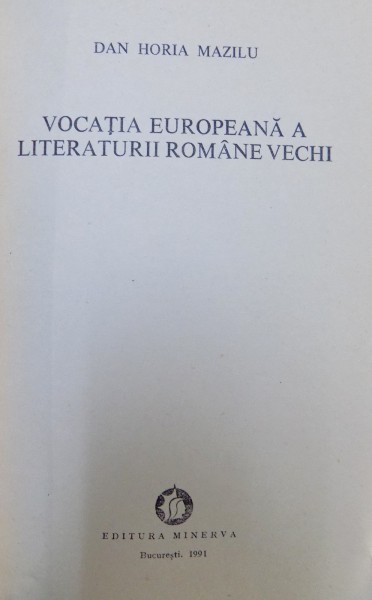 DAN HORIA MAZILU
VOCAȚIA EUROPEANĂ A
LITERATURII ROMÂNE VECHI
EDITURA MINERVA
București, 1991